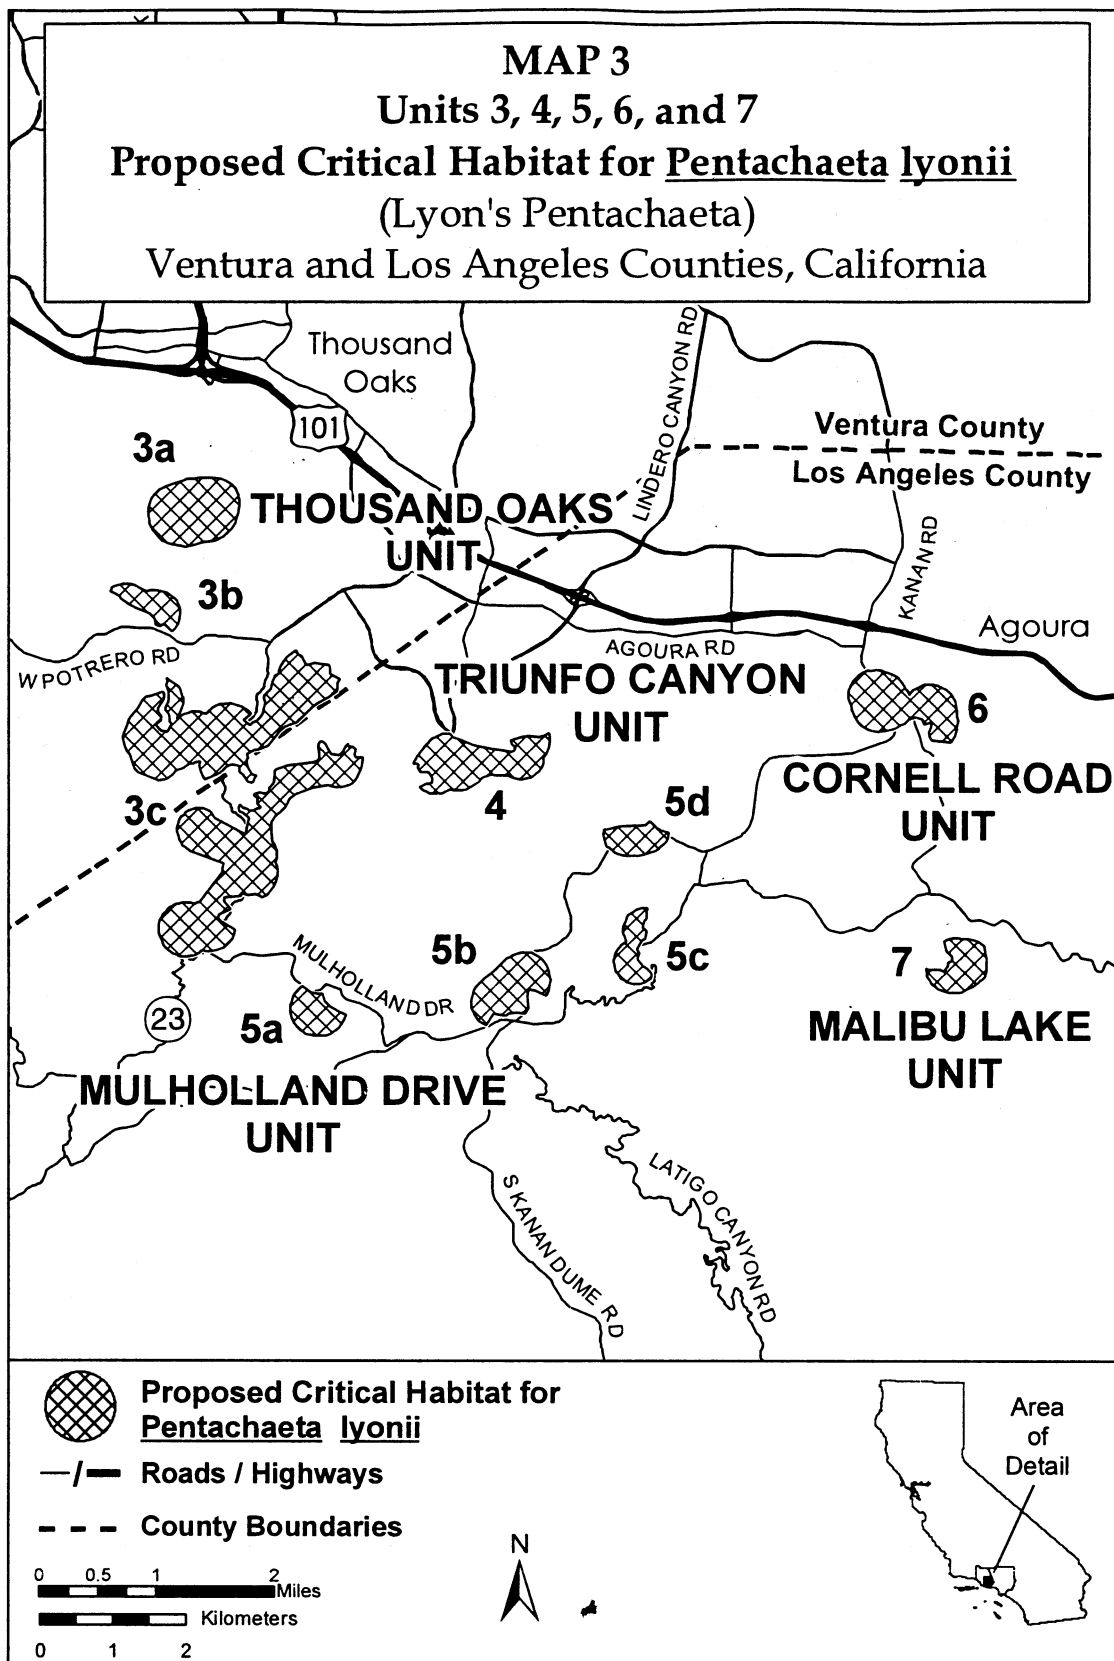 MAP 3
Units 3, 4, 5, 6, and 7
Proposed Critical Habitat for Pentachaeta lyonii
(Lyon's Pentachaeta)
Ventura and Los Angeles Counties, California
Thousand
Oaks
101
LINDERO CANYON RD
Ventura County
Los Angeles County
3a
THOUSAND OAKS
UNIT
KANAN RD
3b
Agoura
W POTRERO RD
AGOURA RD
TRIUNFO CANYON
UNIT
6
CORNELL ROAD
UNIT
4
3c
5d
5b
5c
7
MULHOLLAND DR
23
5a
MALIBU LAKE
UNIT
MULHOLLAND DRIVE
UNIT
LATIGO CANYON RD
S KANAN DUME RD
Proposed Critical Habitat for
Pentachaeta lyonii
Roads / Highways
County Boundaries
0 0.5 1 2
Miles
Kilometers
0 1 2
N
Area
of
Detail